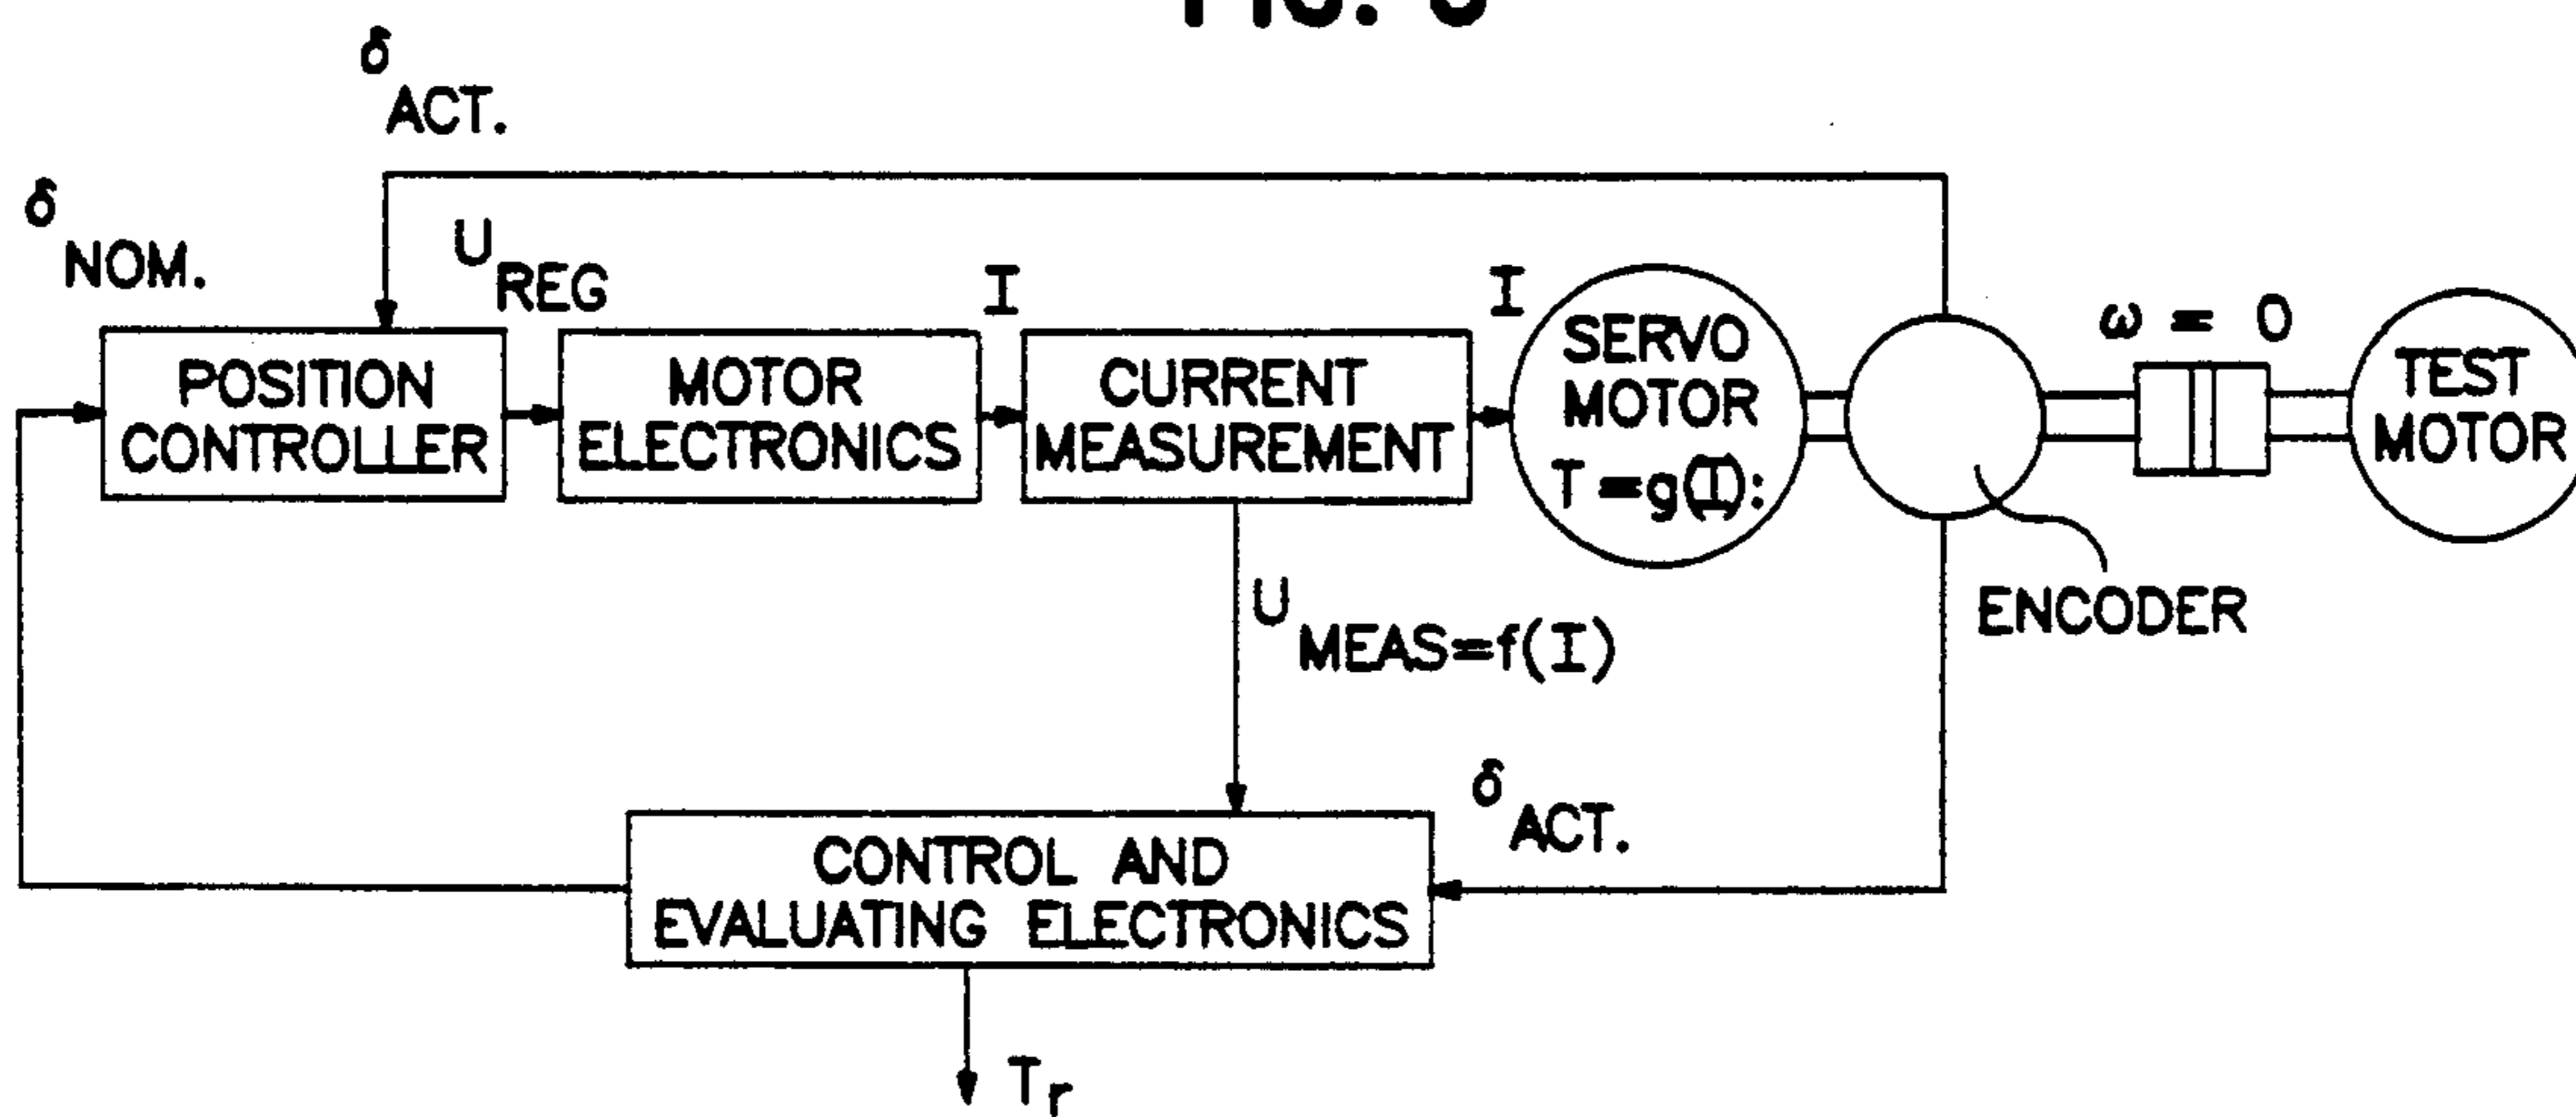 δ ACT.
δ NOM.
U REG
I
I
ω = 0
POSITION
CONTROLLER
MOTOR
ELECTRONICS
CURRENT
MEASUREMENT
SERVO
MOTOR
T = g(I):
TEST
MOTOR
ENCODER
U MEAS=f(I)
δ ACT.
CONTROL AND
EVALUATING ELECTRONICS
Tr